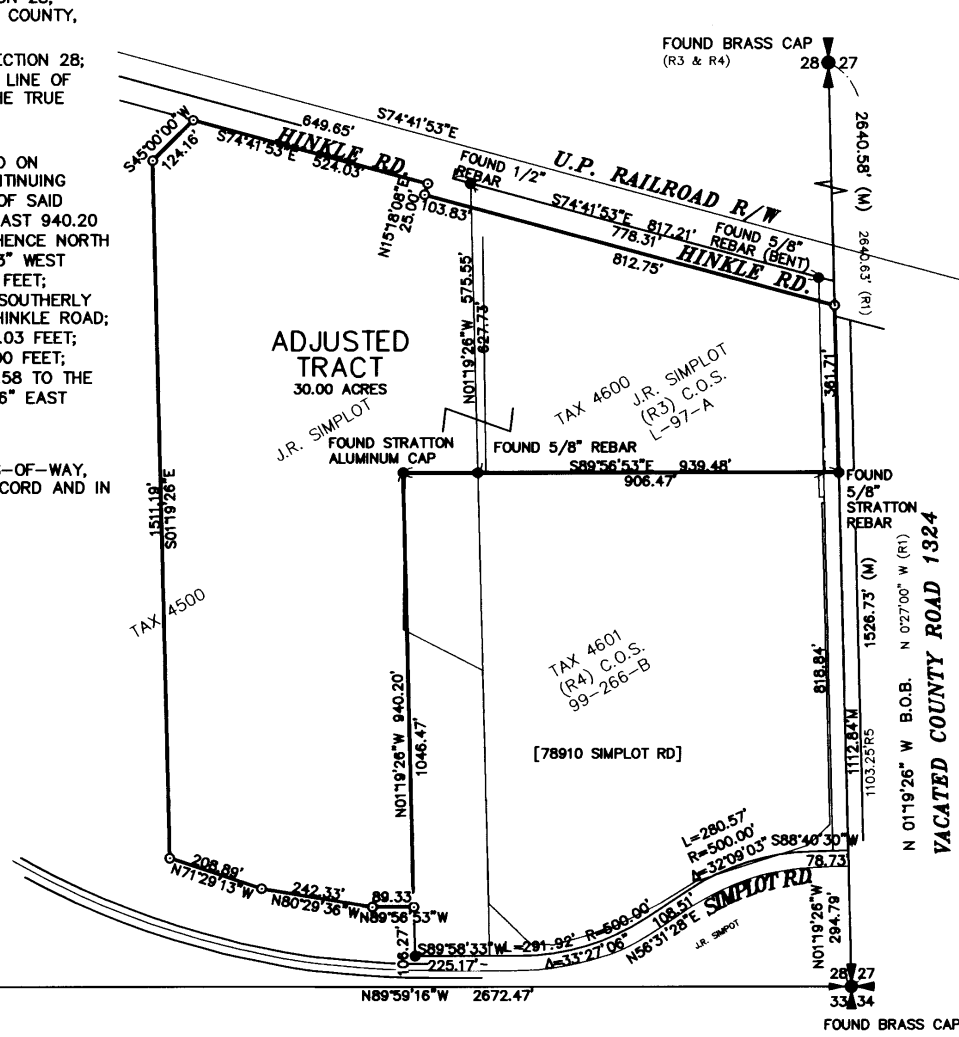 COUNTY,
SECTION 28;
LINE OF
THE TRUE
ON
CONTINUING
OF SAID
EAST 940.20
THENCE NORTH
WEST
FEET;
SOUTHERLY
HINKLE ROAD;
FEET;
FEET;
TO THE
EAST
-OF-WAY,
RECORD AND IN
FOUND BRASS CAP
(R3 & R4)
28 27
2640.58' (M)
2640.63' (R1)
S74°41'53"E
649.65'
S45°00'00"W
124.16'
HINKLE RD.
S74°41'53"E 524.03'
N15°18'08"E
25.00'
103.83'
FOUND 1/2"
REBAR
U.P. RAILROAD R/W
S74°41'53"E 817.21'
778.31'
812.75'
FOUND 5/8"
REBAR (BENT)
HINKLE RD.
N01°19'26"W 575.55'
627.73'
361.71'
ADJUSTED
TRACT
30.00 ACRES
J.R. SIMPLOT
TAX 4600
J.R. SIMPLOT
(R3) C.O.S.
L-97-A
FOUND STRATTON
ALUMINUM CAP
FOUND 5/8" REBAR
S89°56'53"E 939.48'
906.47'
FOUND
5/8"
STRATTON
REBAR
1511.19'
S01°19'26"E
TAX 4500
N01°19'26"W 940.20'
1046.47'
TAX 4601
(R4) C.O.S.
99-266-B
[78910 SIMPLOT RD]
818.84'
1526.73' (M)
1112.84'M
1103.25'R5
N 01°19'26" W B.O.B. N 0°27'00" W (R1)
VACATED COUNTY ROAD 1324
208.89'
N71°29'13"W
242.33'
N80°29'36"W
89.33'
N89°56'53"W
106.27'
S89°58'33"W
225.17'
L=291.92' R=500.00'
Δ=33°27'06"
108.51'
N56°31'28"E
L=280.57'
R=500.00'
Δ=32°09'03"
S88°40'30"W
78.73'
SIMPLOT RD
J.R. SIMPOT
N01°19'26"W
294.79'
N89°59'16"W 2672.47'
28 27
33 34
FOUND BRASS CAP